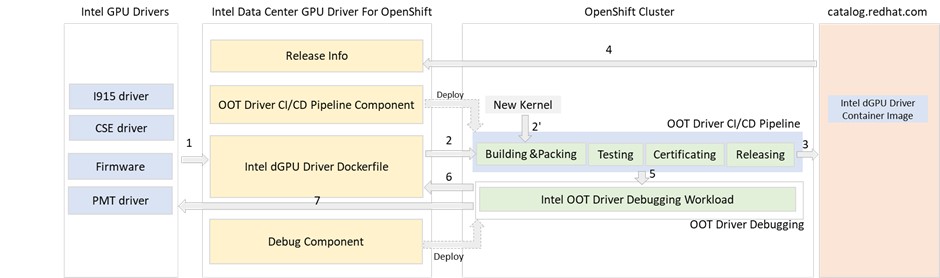 Intel GPU Drivers
Intel Data Center GPU Driver For OpenShift
OpenShift Cluster
catalog.redhat.com
Release Info
4
I915 driver
CSE driver
Firmware
PMT driver
1
OOT Driver CI/CD Pipeline Component
Deploy
New Kernel
2'
OOT Driver CI/CD Pipeline
Intel dGPU Driver
Container Image
Intel dGPU Driver Dockerfile
2
Building &Packing
Testing
Certificating
Releasing
3
5
6
7
Intel OOT Driver Debugging Workload
OOT Driver Debugging
Debug Component
Deploy